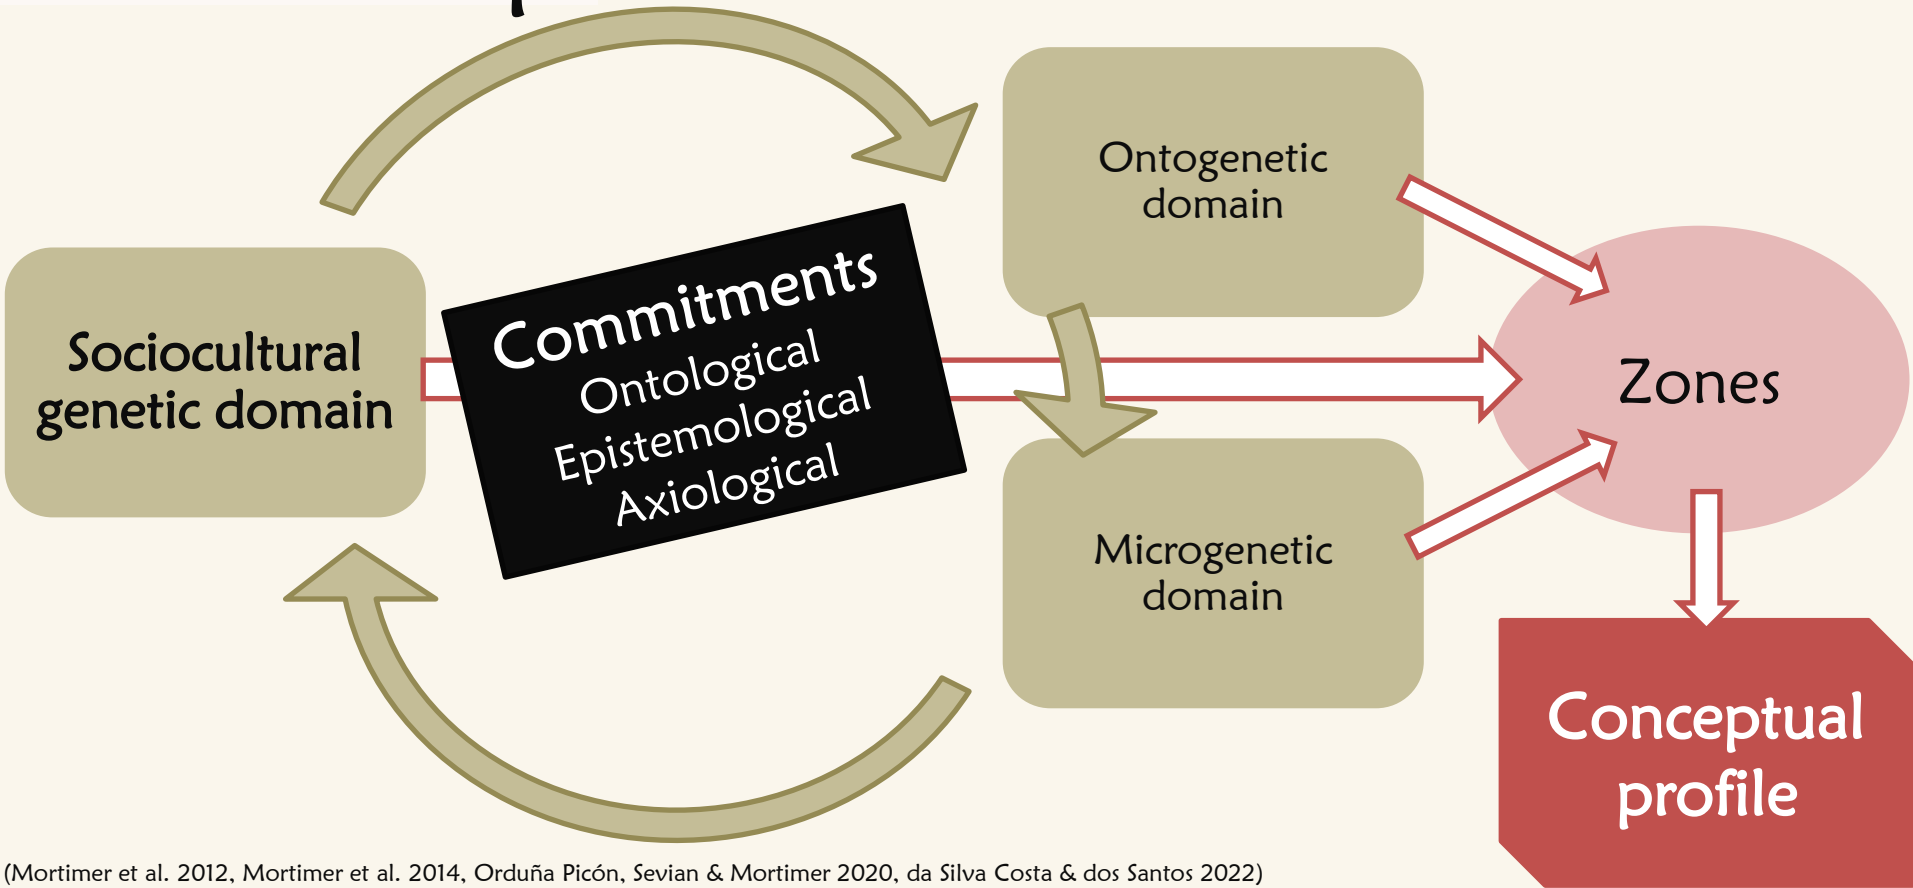 Ontogenetic
domain
Commitments
Ontological
Epistemological
Axiological
Sociocultural
genetic domain
Zones
Microgenetic
domain
Conceptual
profile
(Mortimer et al. 2012, Mortimer et al. 2014, Orduña Picón, Sevian & Mortimer 2020, da Silva Costa & dos Santos 2022)